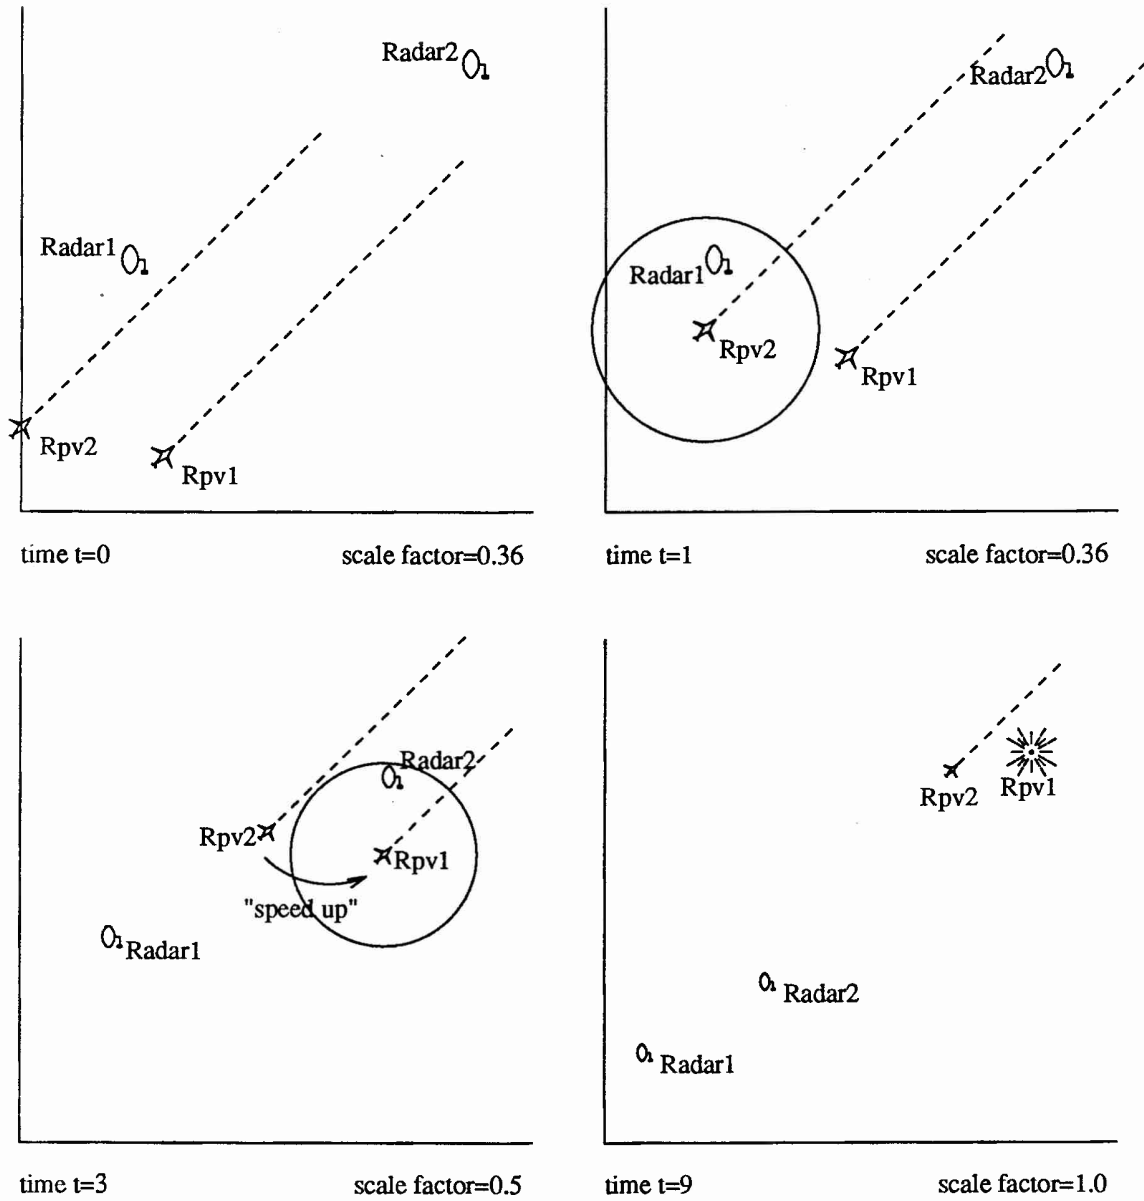 Radar2
Radar1
Rpv2
Rpv1
time t=0 scale factor=0.36
Radar2
Radar1
Rpv2
Rpv1
time t=1 scale factor=0.36
Radar2
Rpv2
Rpv1
"speed up"
Radar1
time t=3 scale factor=0.5
Rpv2
Rpv1
Radar2
Radar1
time t=9 scale factor=1.0